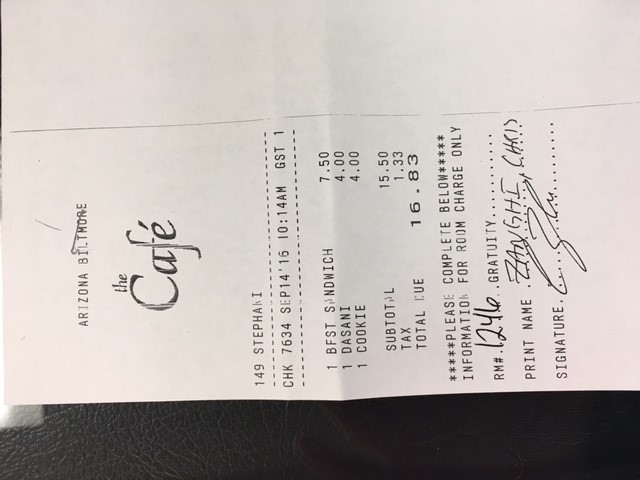 ARIZONA BILTMORE
the
Café
149 STEPHANI
CHK 7634 SEP14'16 10:14AM GST 1
1 BFST SANDWICH 7.50
1 DASANI 4.00
1 COOKIE 4.00
SUBTOTAL 15.50
TAX 1.33
TOTAL DUE 16.83
*****PLEASE COMPLETE BELOW*****
INFORMATION FOR ROOM CHARGE ONLY
RM#.1246..GRATUITY..........
PRINT NAME .ZANGHI, CHRIS
SIGNATURE.